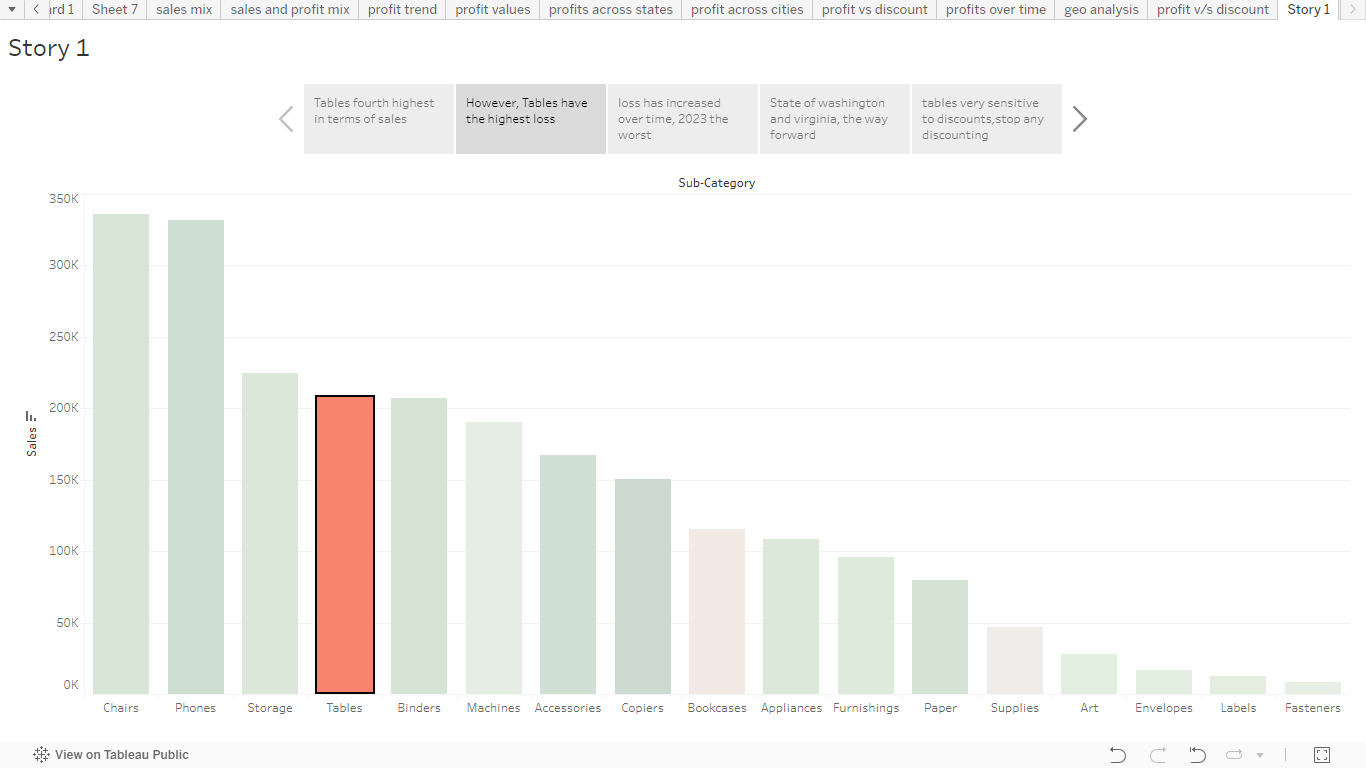 rd 1
Sheet 7
sales mix
sales and profit mix
profit trend
profit values
profits across states
profit across cities
profit vs discount
profits over time
geo analysis
profit v/s discount
Story 1
Story 1
Tables fourth highest
in terms of sales
However, Tables have
the highest loss
loss has increased
over time, 2023 the
worst
State of washington
and virginia, the way
forward
tables very sensitive
to discounts,stop any
discounting
Sub-Category
350K
300K
250K
200K
150K
100K
50K
0K
Sales
Chairs
Phones
Storage
Tables
Binders
Machines
Accessories
Copiers
Bookcases
Appliances
Furnishings
Paper
Supplies
Art
Envelopes
Labels
Fasteners
View on Tableau Public